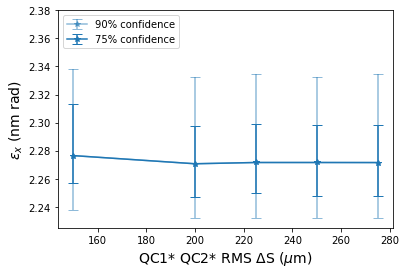 2.38
2.36
2.34
2.32
2.30
2.28
2.26
2.24
εx (nm rad)
90% confidence
75% confidence
160 180 200 220 240 260 280
QC1* QC2* RMS ΔS (μm)